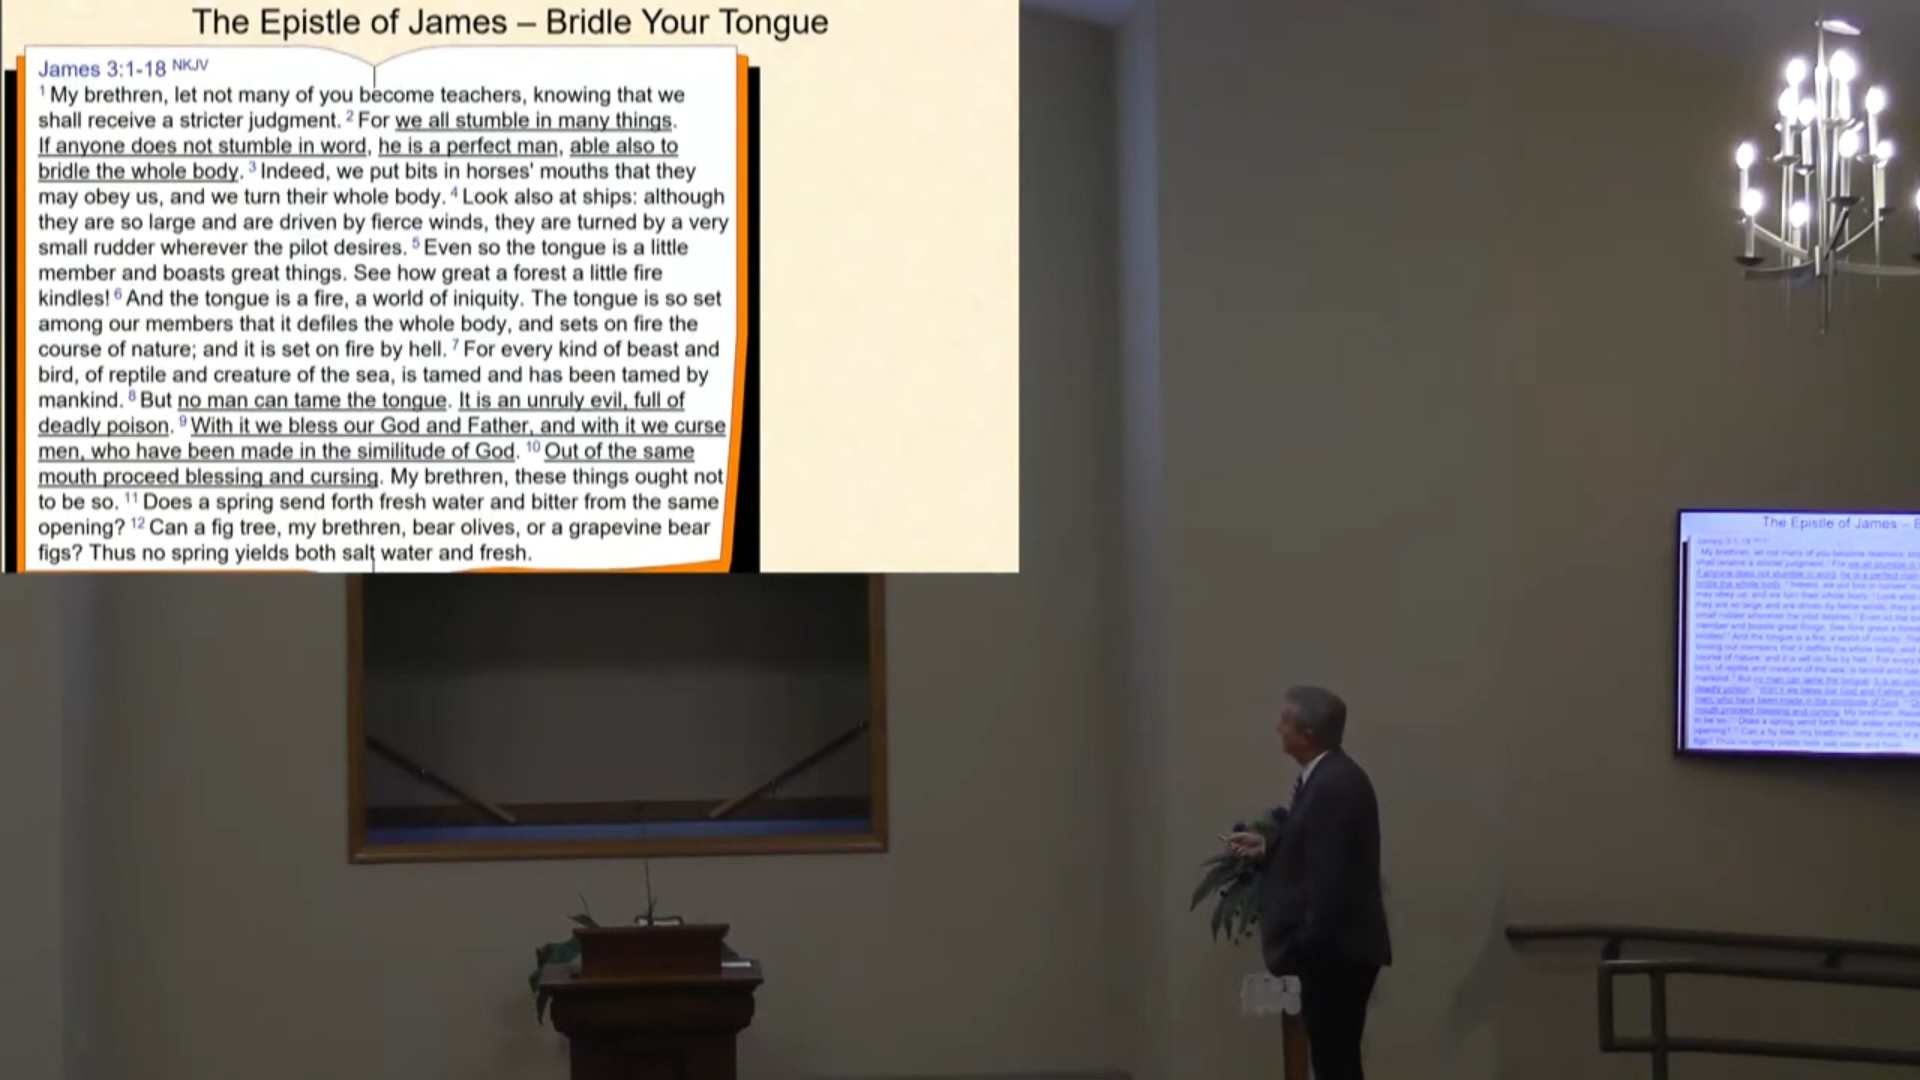 The Epistle of James – Bridle Your Tongue
James 3:1-18 NKJV
1 My brethren, let not many of you become teachers, knowing that we
shall receive a stricter judgment. 2 For we all stumble in many things.
If anyone does not stumble in word, he is a perfect man, able also to
bridle the whole body. 3 Indeed, we put bits in horses' mouths that they
may obey us, and we turn their whole body. 4 Look also at ships: although
they are so large and are driven by fierce winds, they are turned by a very
small rudder wherever the pilot desires. 5 Even so the tongue is a little
member and boasts great things. See how great a forest a little fire
kindles! 6 And the tongue is a fire, a world of iniquity. The tongue is so set
among our members that it defiles the whole body, and sets on fire the
course of nature; and it is set on fire by hell. 7 For every kind of beast and
bird, of reptile and creature of the sea, is tamed and has been tamed by
mankind. 8 But no man can tame the tongue. It is an unruly evil, full of
deadly poison. 9 With it we bless our God and Father, and with it we curse
men, who have been made in the similitude of God. 10 Out of the same
mouth proceed blessing and cursing. My brethren, these things ought not
to be so. 11 Does a spring send forth fresh water and bitter from the same
opening? 12 Can a fig tree, my brethren, bear olives, or a grapevine bear
figs? Thus no spring yields both salt water and fresh.
The Epistle of James –